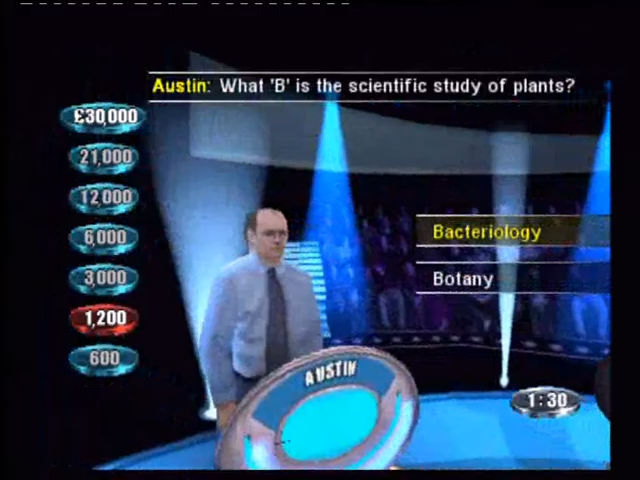 Austin: What 'B' is the scientific study of plants?
£30,000
21,000
12,000
6,000
3,000
1,200
600
Bacteriology
Botany
AUSTIN
1:30